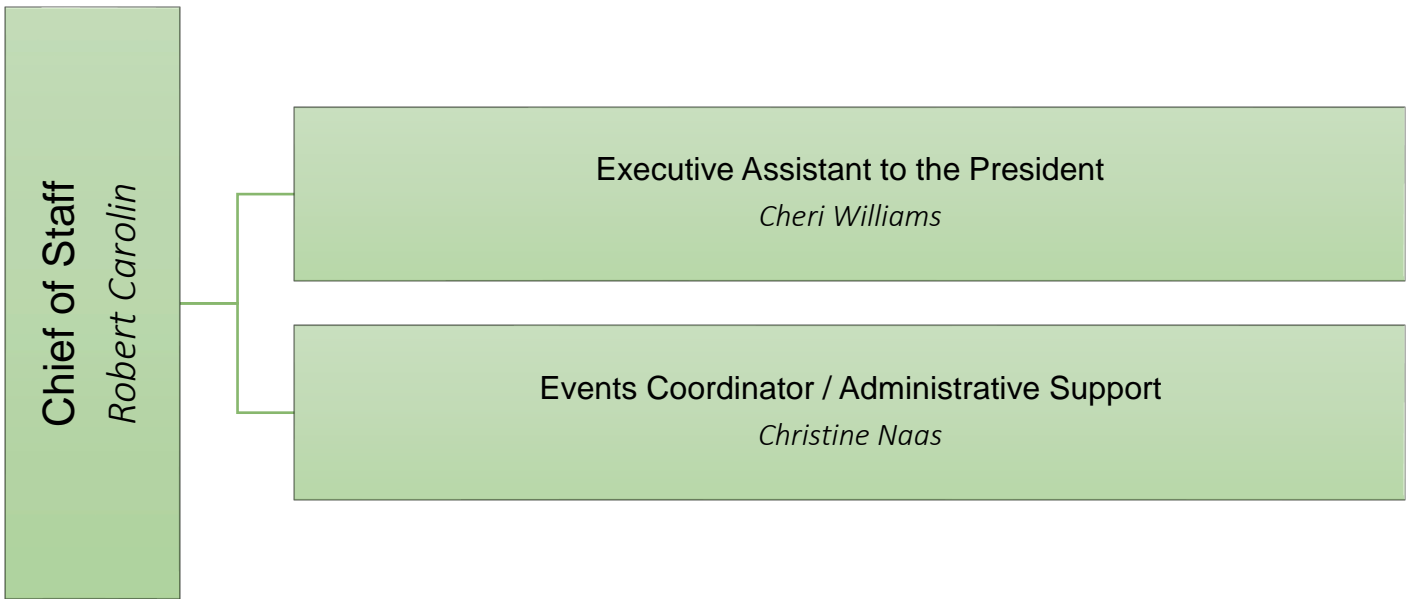 Chief of Staff
Robert Carolin
Executive Assistant to the President
Cheri Williams
Events Coordinator / Administrative Support
Christine Naas